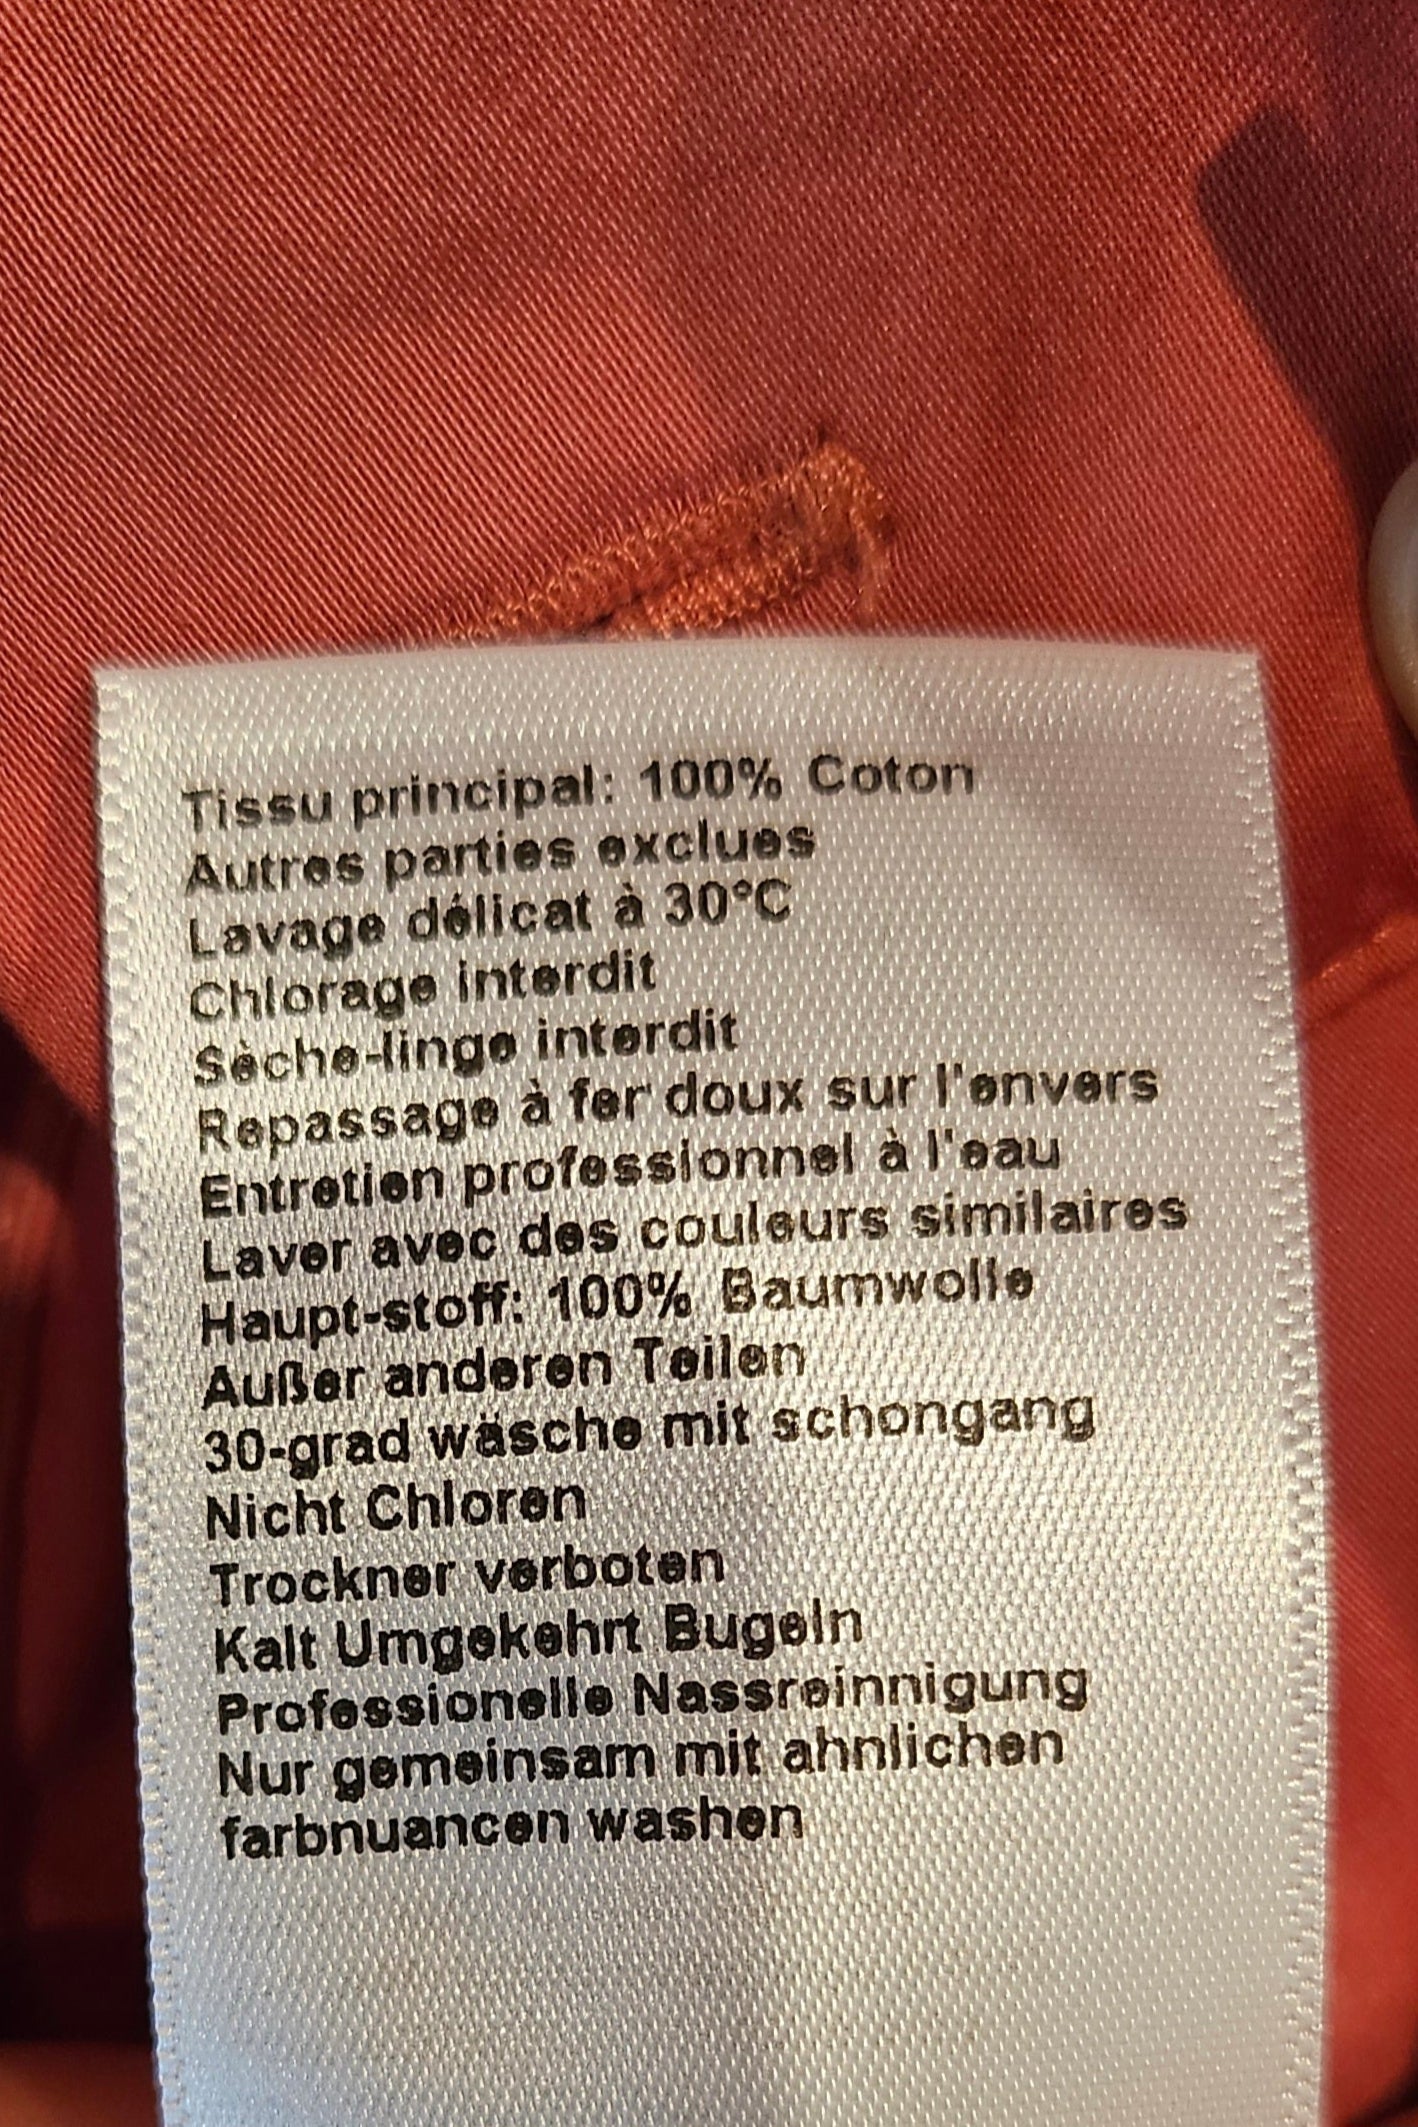 Tissu principal: 100% Coton
Autres parties exclues
Lavage délicat à 30°C
Chlorage interdit
Sèche-linge interdit
Repassage à fer doux sur l'envers
Entretien professionnel à l'eau
Laver avec des couleurs similaires
Haupt-stoff: 100% Baumwolle
Außer anderen Teilen
30-grad wäsche mit schongang
Nicht Chloren
Trockner verboten
Kalt Umgekehrt Bugeln
Professionelle Nassreinnigung
Nur gemeinsam mit ahnlichen
farbnuancen washen